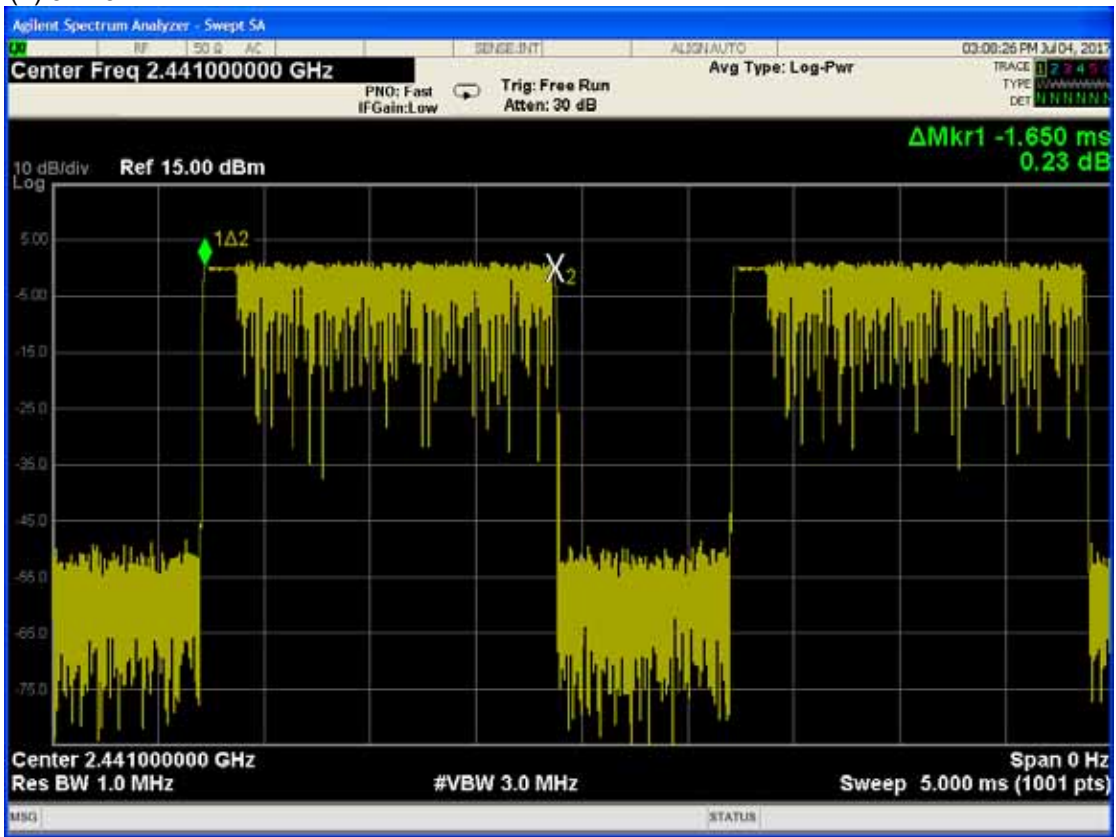 Agilent Spectrum Analyzer - Swept SA
RF 50 Ω AC SENSE:INT ALIGN AUTO 03:08:26 PM Jul 04, 2017
Center Freq 2.441000000 GHz
Avg Type: Log-Pwr
TRACE 1 2 3 4 5 6
PNO: Fast Trig: Free Run
TYPE
IFGain:Low Atten: 30 dB
DET N N N N N N
ΔMkr1 -1.650 ms
0.23 dB
10 dB/div Ref 15.00 dBm
Log
1Δ2
5.00
X2
-5.00
-15.0
-25.0
-35.0
-45.0
-55.0
-65.0
-75.0
Center 2.441000000 GHz Span 0 Hz
Res BW 1.0 MHz #VBW 3.0 MHz Sweep 5.000 ms (1001 pts)
MSG STATUS